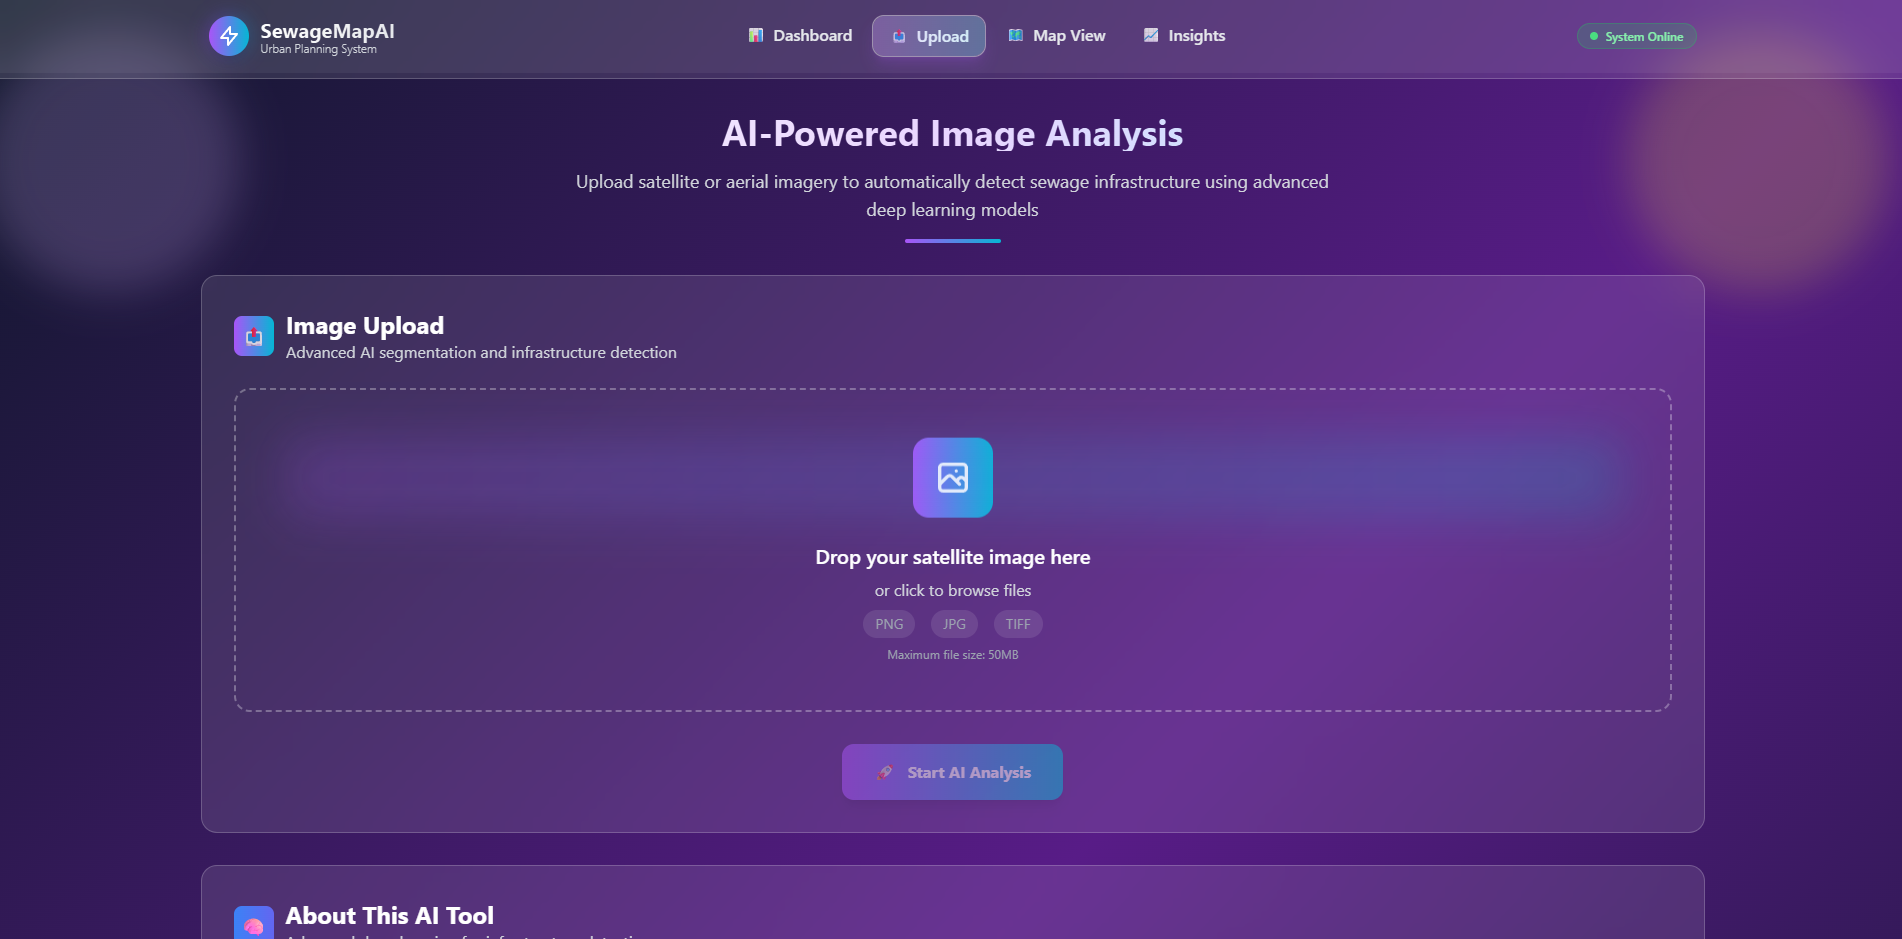 SewageMapAI
Urban Planning System
Dashboard
Upload
Map View
Insights
System Online
AI-Powered Image Analysis
Upload satellite or aerial imagery to automatically detect sewage infrastructure using advanced
deep learning models
Image Upload
Advanced AI segmentation and infrastructure detection
Drop your satellite image here
or click to browse files
PNG
JPG
TIFF
Maximum file size: 50MB
Start AI Analysis
About This AI Tool